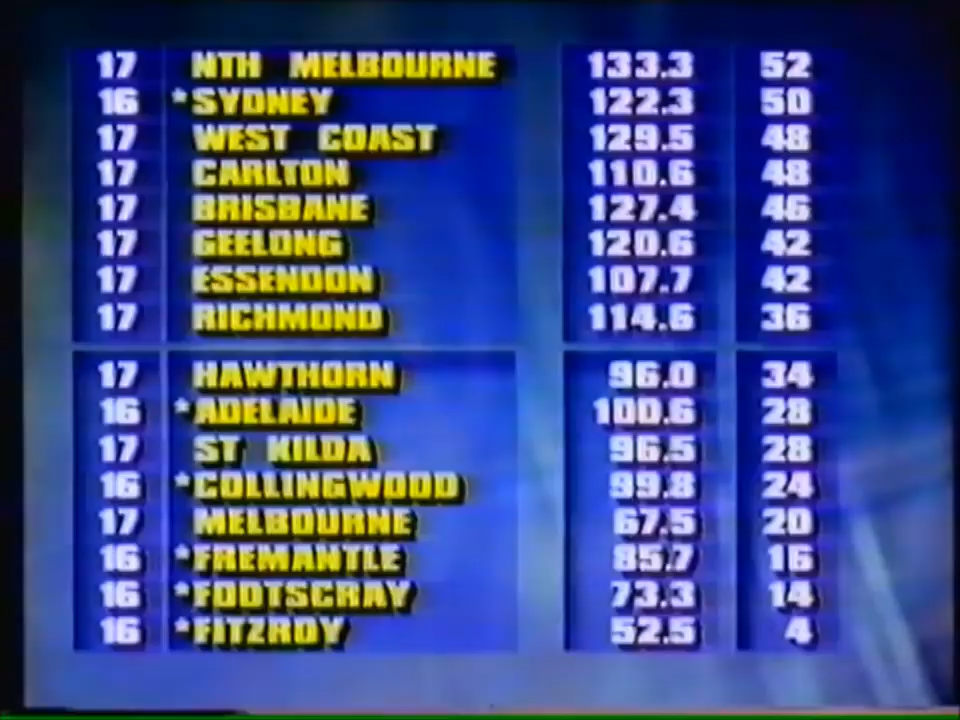 17 NTH MELBOURNE 133.3 52
16 *SYDNEY 122.3 50
17 WEST COAST 129.5 48
17 CARLTON 110.6 48
17 BRISBANE 127.4 46
17 GEELONG 120.6 42
17 ESSENDON 107.7 42
17 RICHMOND 114.6 36
17 HAWTHORN 96.0 34
16 *ADELAIDE 100.6 28
17 ST KILDA 96.5 28
16 *COLLINGWOOD 99.8 24
17 MELBOURNE 67.5 20
16 *FREMANTLE 85.7 16
16 *FOOTSCRAY 73.3 14
16 *FITZROY 52.5 4